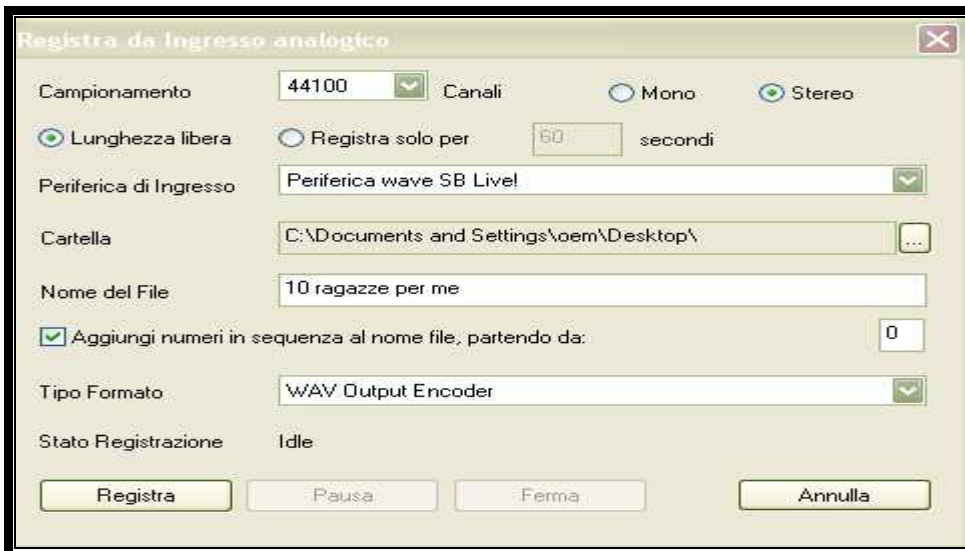 Registra da Ingresso analogico
Campionamento 44100 Canali Mono Stereo
Lunghezza libera Registra solo per 60 secondi
Periferica di Ingresso Periferica wave SB Live!
Cartella C:\Documents and Settings\oem\Desktop\ ...
Nome del File 10 ragazze per me
Aggiungi numeri in sequenza al nome file, partendo da: 0
Tipo Formato WAV Output Encoder
Stato Registrazione Idle
Registra Pausa Ferma Annulla